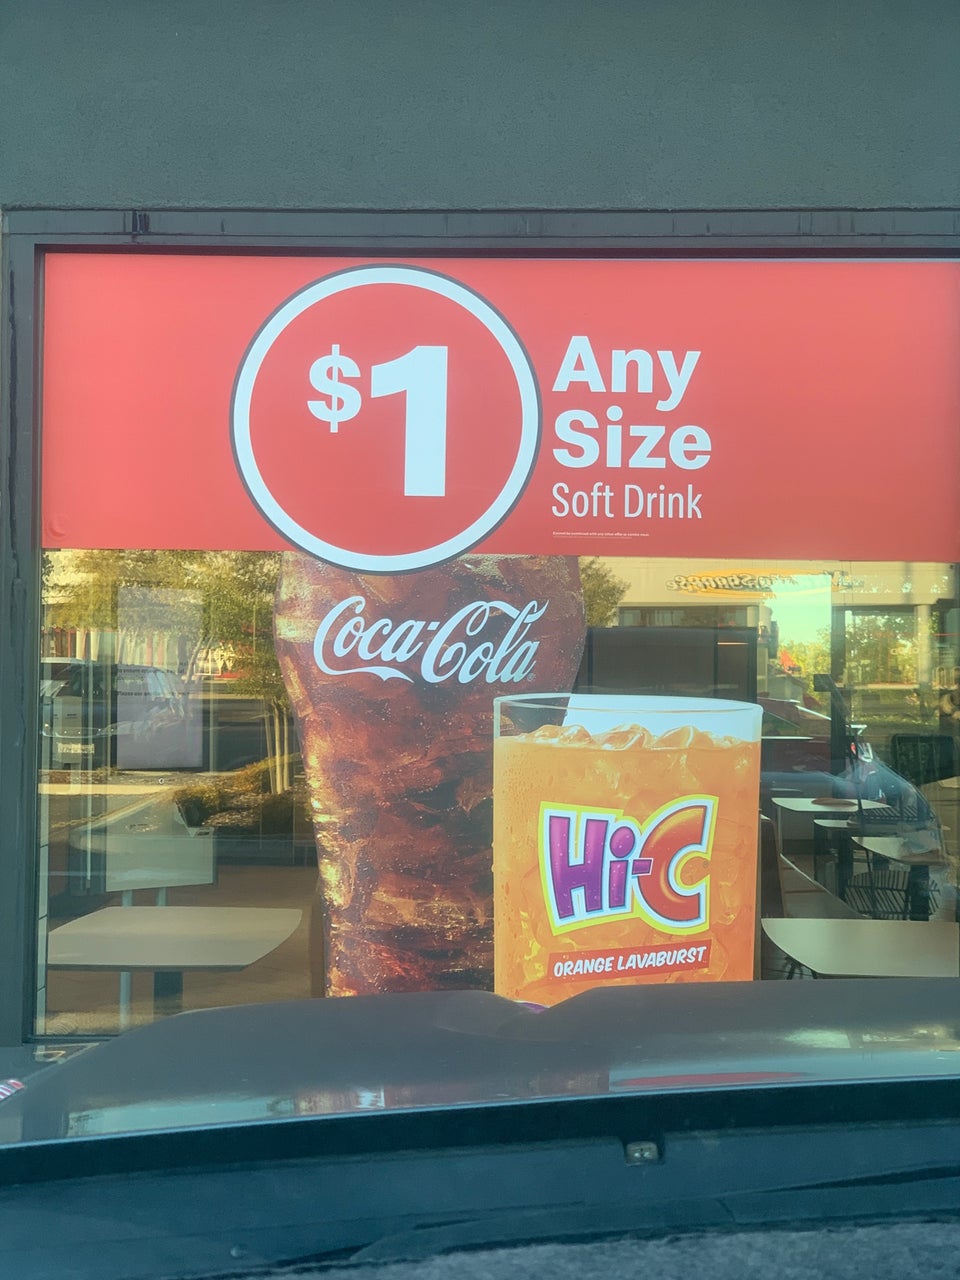 $1
Any
Size
Soft Drink
Coca-Cola
Hi-C
ORANGE LAVABURST